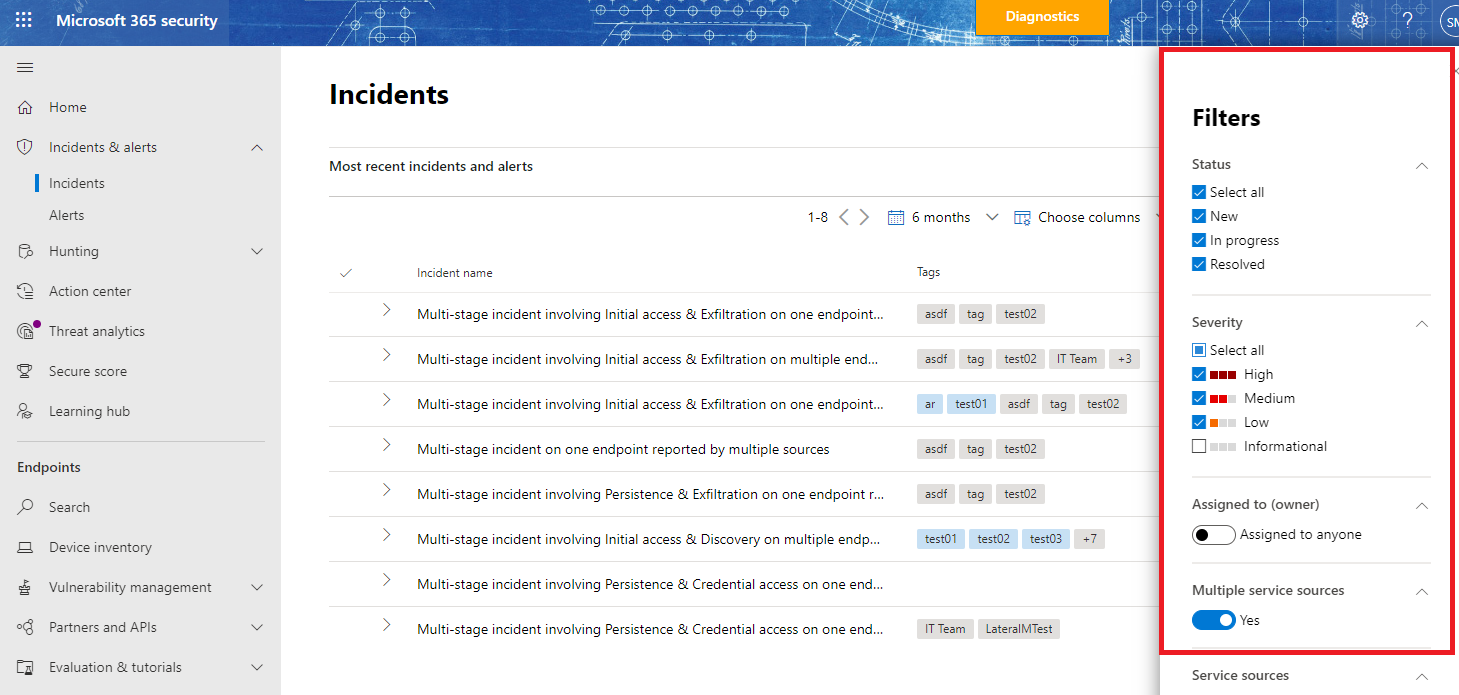 Microsoft 365 security
Diagnostics
?
SM
Home
Incidents & alerts
Incidents
Alerts
Hunting
Action center
Threat analytics
Secure score
Learning hub
Endpoints
Search
Device inventory
Vulnerability management
Partners and APIs
Evaluation & tutorials
Incidents
Most recent incidents and alerts
1-8 6 months Choose columns
Incident name Tags
Multi-stage incident involving Initial access & Exfiltration on one endpoint... asdf tag test02
Multi-stage incident involving Initial access & Exfiltration on multiple end... asdf tag test02 IT Team +3
Multi-stage incident involving Initial access & Exfiltration on one endpoint... ar test01 asdf tag test02
Multi-stage incident on one endpoint reported by multiple sources asdf tag test02
Multi-stage incident involving Persistence & Exfiltration on one endpoint r... asdf tag test02
Multi-stage incident involving Initial access & Discovery on multiple endp... test01 test02 test03 +7
Multi-stage incident involving Persistence & Credential access on one end...
Multi-stage incident involving Persistence & Credential access on one end... IT Team LateralMTest
Filters
Status
Select all
New
In progress
Resolved
Severity
Select all
High
Medium
Low
Informational
Assigned to (owner)
Assigned to anyone
Multiple service sources
Yes
Service sources